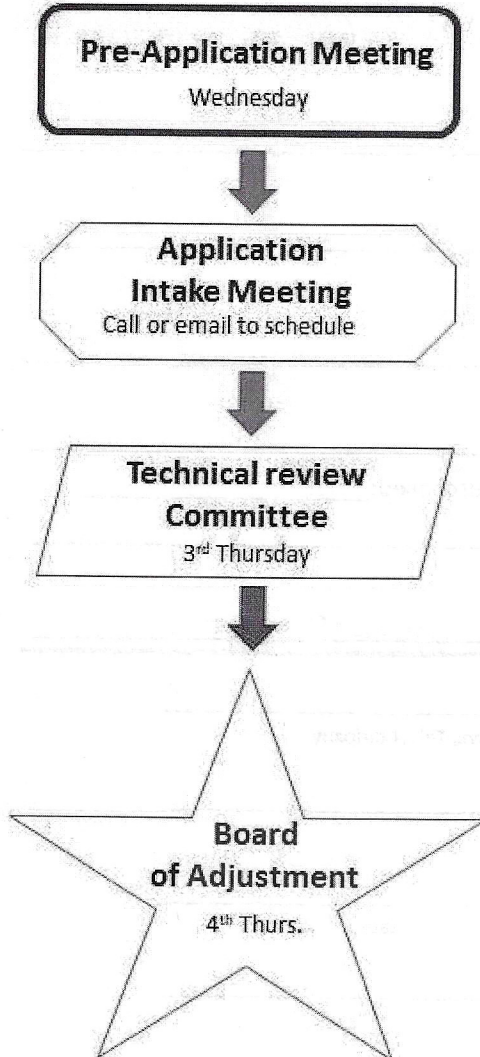 Pre-Application Meeting
Wednesday
Application
Intake Meeting
Call or email to schedule
Technical review
Committee
3rd Thursday
Board
of Adjustment
4th Thurs.